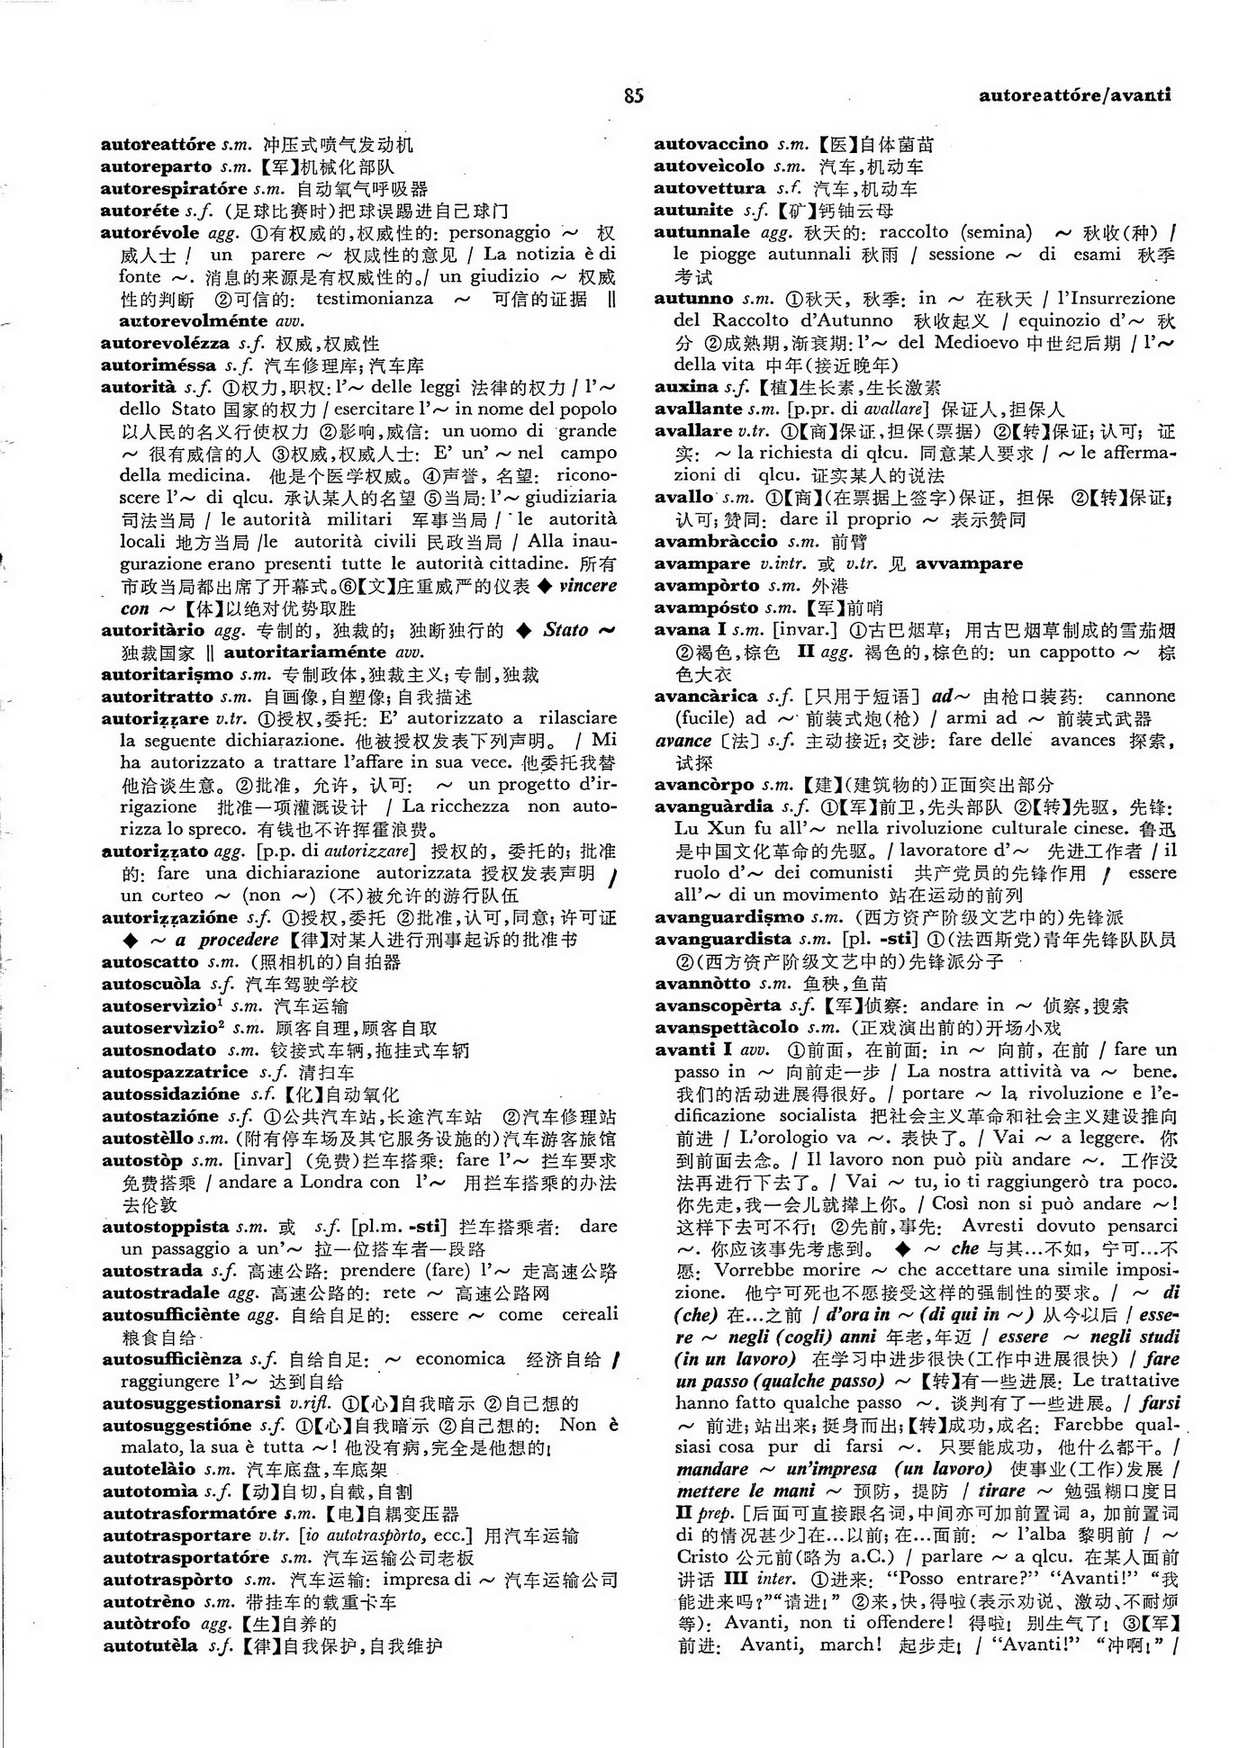 85
autoreattóre/avanti
autoreattóre s.m. 冲压式喷气发动机
autoreparto s.m.【军】机械化部队
autorespiratóre s.m. 自动氧气呼吸器
autoréte s.f. (足球比赛时)把球误踢进自己球门
autorévole agg. ①有权威的,权威性的: personaggio ~ 权
威人士 / un parere ~ 权威性的意见 / La notizia è di
fonte ~. 消息的来源是有权威性的。/ un giudizio ~ 权威
性的判断 ②可信的: testimonianza ~ 可信的证据 ‖
autorevolménte avv.
autorevolézza s.f. 权威,权威性
autoriméssa s.f. 汽车修理库;汽车库
autorità s.f. ①权力,职权: l'~ delle leggi 法律的权力 / l'~
dello Stato 国家的权力 / esercitare l'~ in nome del popolo
以人民的名义行使权力 ②影响,威信: un uomo di grande
~ 很有威信的人 ③权威,权威人士: E' un' ~ nel campo
della medicina. 他是个医学权威。④声誉, 名望: ricono-
scere l'~ di qlcu. 承认某人的名望 ⑤当局: l'~ giudiziaria
司法当局 / le autorità militari 军事当局 / le autorità
locali 地方当局 /le autorità civili 民政当局 / Alla inau-
gurazione erano presenti tutte le autorità cittadine. 所有
市政当局都出席了开幕式。⑥【文】庄重威严的仪表 ◆ vincere
con ~【体】以绝对优势取胜
autoritàrio agg. 专制的, 独裁的; 独断独行的 ◆ Stato ~
独裁国家 ‖ autoritariaménte avv.
autoritarişmo s.m. 专制政体,独裁主义;专制,独裁
autoritratto s.m. 自画像,自塑像;自我描述
autoriẓẓare v.tr. ①授权,委托: E' autorizzato a rilasciare
la seguente dichiarazione. 他被授权发表下列声明。 / Mi
ha autorizzato a trattare l'affare in sua vece. 他委托我替
他洽谈生意。②批准, 允许, 认可: ~ un progetto d'ir-
rigazione 批准一项灌溉设计 / La ricchezza non auto-
rizza lo spreco. 有钱也不许挥霍浪费。
autoriẓẓato agg. [p.p. di autorizzare] 授权的, 委托的; 批准
的: fare una dichiarazione autorizzata 授权发表声明 /
un corteo ~ (non ~) (不)被允许的游行队伍
autoriẓẓazióne s.f. ①授权,委托 ②批准,认可,同意;许可证
◆ ~ a procedere【律】对某人进行刑事起诉的批准书
autoscatto s.m. (照相机的)自拍器
autoscuòla s.f. 汽车驾驶学校
autoservìzio¹ s.m. 汽车运输
autoservìzio² s.m. 顾客自理,顾客自取
autosnodato s.m. 铰接式车辆,拖挂式车辆
autospazzatrice s.f. 清扫车
autossidazióne s.f.【化】自动氧化
autostazióne s.f. ①公共汽车站,长途汽车站 ②汽车修理站
autostèllo s.m. (附有停车场及其它服务设施的)汽车游客旅馆
autostòp s.m. [invar] (免费)拦车搭乘: fare l'~ 拦车要求
免费搭乘 / andare a Londra con l'~ 用拦车搭乘的办法
去伦敦
autostoppista s.m. 或 s.f. [pl.m. -sti] 拦车搭乘者: dare
un passaggio a un'~ 拉一位搭车者一段路
autostrada s.f. 高速公路: prendere (fare) l'~ 走高速公路
autostradale agg. 高速公路的: rete ~ 高速公路网
autosufficiènte agg. 自给自足的: essere ~ come cereali
粮食自给
autosufficiènza s.f. 自给自足: ~ economica 经济自给 /
raggiungere l'~ 达到自给
autosuggestionarsi v.rifl. ①【心】自我暗示 ②自己想的
autosuggestióne s.f. ①【心】自我暗示 ②自己想的: Non è
malato, la sua è tutta ~! 他没有病,完全是他想的!
autotelàio s.m. 汽车底盘,车底架
autotomìa s.f.【动】自切,自截,自割
autotrasformatóre s.m.【电】自耦变压器
autotrasportare v.tr. [io autotraspòrto, ecc.] 用汽车运输
autotrasportatóre s.m. 汽车运输公司老板
autotraspòrto s.m. 汽车运输: impresa di ~ 汽车运输公司
autotrèno s.m. 带挂车的载重卡车
autòtrofo agg.【生】自养的
autotutèla s.f.【律】自我保护,自我维护
autovaccino s.m.【医】自体菌苗
autoveìcolo s.m. 汽车,机动车
autovettura s.f. 汽车,机动车
autunite s.f.【矿】钙铀云母
autunnale agg. 秋天的: raccolto (semina) ~ 秋收(种) /
le piogge autunnali 秋雨 / sessione ~ di esami 秋季
考试
autunno s.m. ①秋天, 秋季: in ~ 在秋天 / l'Insurrezione
del Raccolto d'Autunno 秋收起义 / equinozio d'~ 秋
分 ②成熟期,渐衰期: l'~ del Medioevo 中世纪后期 / l'~
della vita 中年(接近晚年)
auxina s.f.【植】生长素,生长激素
avallante s.m. [p.pr. di avallare] 保证人,担保人
avallare v.tr. ①【商】保证,担保(票据) ②【转】保证;认可; 证
实: ~ la richiesta di qlcu. 同意某人要求 / ~ le afferma-
zioni di qlcu. 证实某人的说法
avallo s.m. ①【商】(在票据上签字)保证, 担保 ②【转】保证;
认可;赞同: dare il proprio ~ 表示赞同
avambràccio s.m. 前臂
avampare v.intr. 或 v.tr. 见 avvampare
avampòrto s.m. 外港
avampósto s.m.【军】前哨
avana I s.m. [invar.] ①古巴烟草; 用古巴烟草制成的雪茄烟
②褐色,棕色 II agg. 褐色的,棕色的: un cappotto ~ 棕
色大衣
avancàrica s.f. [只用于短语] ad~ 由枪口装药: cannone
(fucile) ad ~ 前装式炮(枪) / armi ad ~ 前装式武器
avance〔法〕s.f. 主动接近;交涉: fare delle avances 探索,
试探
avancòrpo s.m.【建】(建筑物的)正面突出部分
avanguàrdia s.f. ①【军】前卫,先头部队 ②【转】先驱, 先锋:
Lu Xun fu all'~ nella rivoluzione culturale cinese. 鲁迅
是中国文化革命的先驱。/ lavoratore d'~ 先进工作者 / il
ruolo d'~ dei comunisti 共产党员的先锋作用 / essere
all'~ di un movimento 站在运动的前列
avanguardişmo s.m. (西方资产阶级文艺中的)先锋派
avanguardista s.m. [pl. -sti] ①(法西斯党)青年先锋队队员
②(西方资产阶级文艺中的)先锋派分子
avannòtto s.m. 鱼秧,鱼苗
avanscopèrta s.f.【军】侦察: andare in ~ 侦察,搜索
avanspettàcolo s.m. (正戏演出前的)开场小戏
avanti I avv. ①前面, 在前面: in ~ 向前, 在前 / fare un
passo in ~ 向前走一步 / La nostra attività va ~ bene.
我们的活动进展得很好。/ portare ~ la rivoluzione e l'e-
dificazione socialista 把社会主义革命和社会主义建设推向
前进 / L'orologio va ~. 表快了。/ Vai ~ a leggere. 你
到前面去念。/ Il lavoro non può più andare ~. 工作没
法再进行下去了。/ Vai ~ tu, io ti raggiungerò tra poco.
你先走,我一会儿就撵上你。/ Così non si può andare ~!
这样下去可不行! ②先前,事先: Avresti dovuto pensarci
~. 你应该事先考虑到。 ◆ ~ che 与其…不如, 宁可…不
愿: Vorrebbe morire ~ che accettare una simile imposi-
zione. 他宁可死也不愿接受这样的强制性的要求。/ ~ di
(che) 在…之前 / d'ora in ~ (di qui in ~) 从今以后 / esse-
re ~ negli (cogli) anni 年老,年迈 / essere ~ negli studi
(in un lavoro) 在学习中进步很快(工作中进展很快) / fare
un passo (qualche passo) ~【转】有一些进展: Le trattative
hanno fatto qualche passo ~. 谈判有了一些进展。/ farsi
~ 前进;站出来;挺身而出;【转】成功,成名: Farebbe qual-
siasi cosa pur di farsi ~. 只要能成功, 他什么都干。/
mandare ~ un'impresa (un lavoro) 使事业(工作)发展 /
mettere le mani ~ 预防, 提防 / tirare ~ 勉强糊口度日
II prep. [后面可直接跟名词,中间亦可加前置词 a, 加前置词
di 的情况甚少]在…以前;在…面前: ~ l'alba 黎明前 / ~
Cristo 公元前(略为 a.C.) / parlare ~ a qlcu. 在某人面前
讲话 III inter. ①进来: “Posso entrare?” “Avanti!” “我
能进来吗?”“请进!” ②来,快,得啦(表示劝说、激动、不耐烦
等): Avanti, non ti offendere! 得啦! 别生气了! ③【军】
前进: Avanti, march! 起步走! / “Avanti!” “冲啊!” /